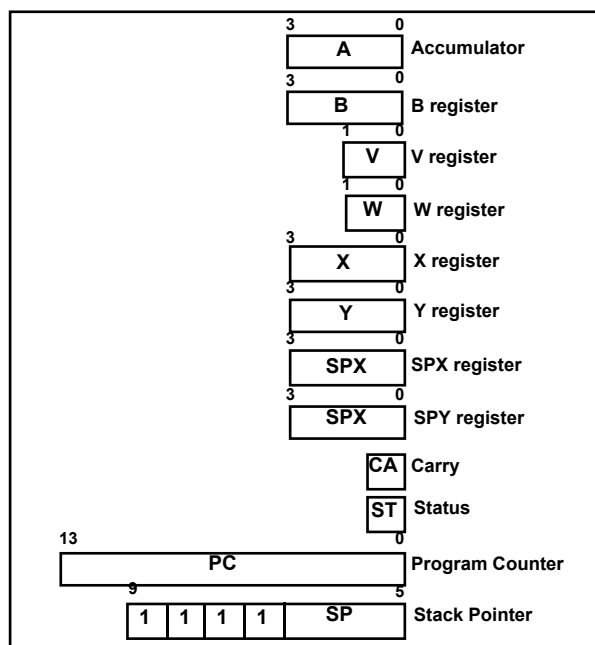 3 0
A Accumulator
3 0
B B register
1 0
V V register
1 0
W W register
3 0
X X register
3 0
Y Y register
3 0
SPX SPX register
3 0
SPX SPY register
CA Carry
ST Status
13 0
PC Program Counter
9 5
1 1 1 1 SP Stack Pointer